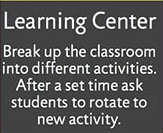 Learning Center
Break up the classroom
into different activities.
After a set time ask
students to rotate to
new activity.